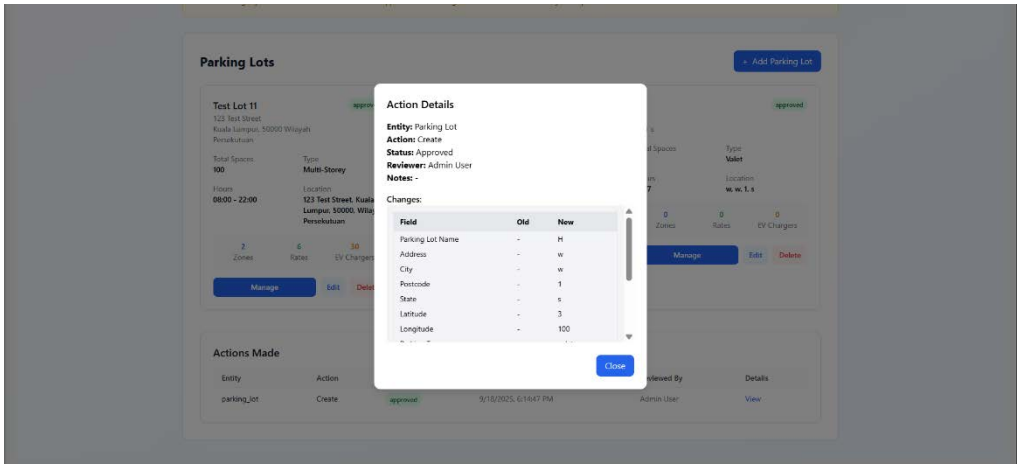 Parking Lots
+ Add Parking Lot
Test Lot 11
123 Test Street
Kuala Lumpur, 50000 Wilayah
Persekutuan
Total Spaces
100
Type
Multi-Storey
Hours
08:00 - 22:00
Location
123 Test Street, Kuala
Lumpur, 50000, Wilay
Persekutuan
2
Zones
6
Rates
30
EV Chargers
Manage
Edit
Delet
approved
Type
Valet
Location
w, w, 1, s
0
Zones
0
Rates
0
EV Chargers
Manage
Edit
Delete
Action Details
Entity: Parking Lot
Action: Create
Status: Approved
Reviewer: Admin User
Notes: -
Changes:
Field Old New
Parking Lot Name - H
Address - w
City - w
Postcode - 1
State - s
Latitude - 3
Longitude - 100
Close
Actions Made
Entity Action Reviewed By Details
parking_lot Create approved 9/18/2025, 6:14:47 PM Admin User View